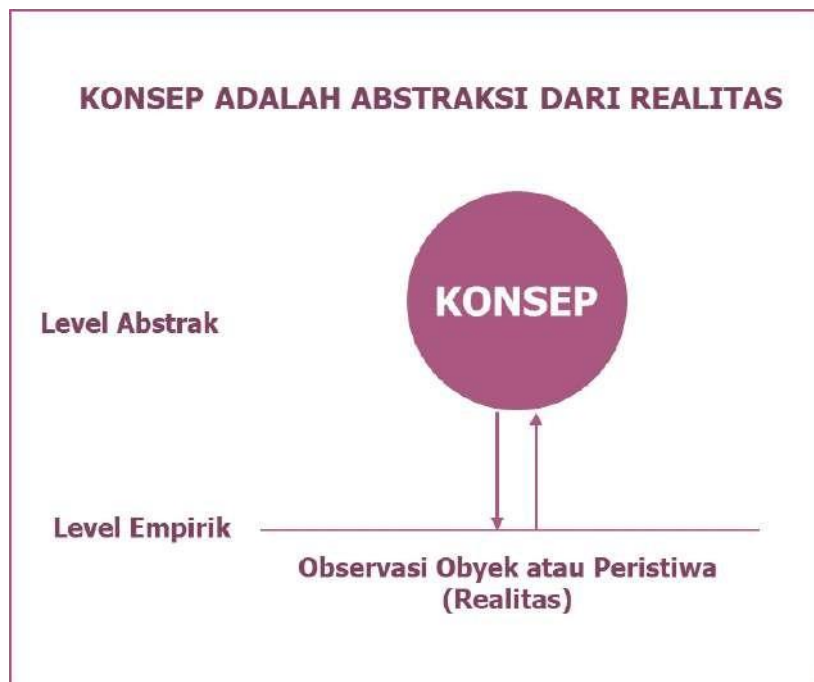 KONSEP ADALAH ABSTRAKSI DARI REALITAS
KONSEP
Level Abstrak
Level Empirik
Observasi Obyek atau Peristiwa
(Realitas)